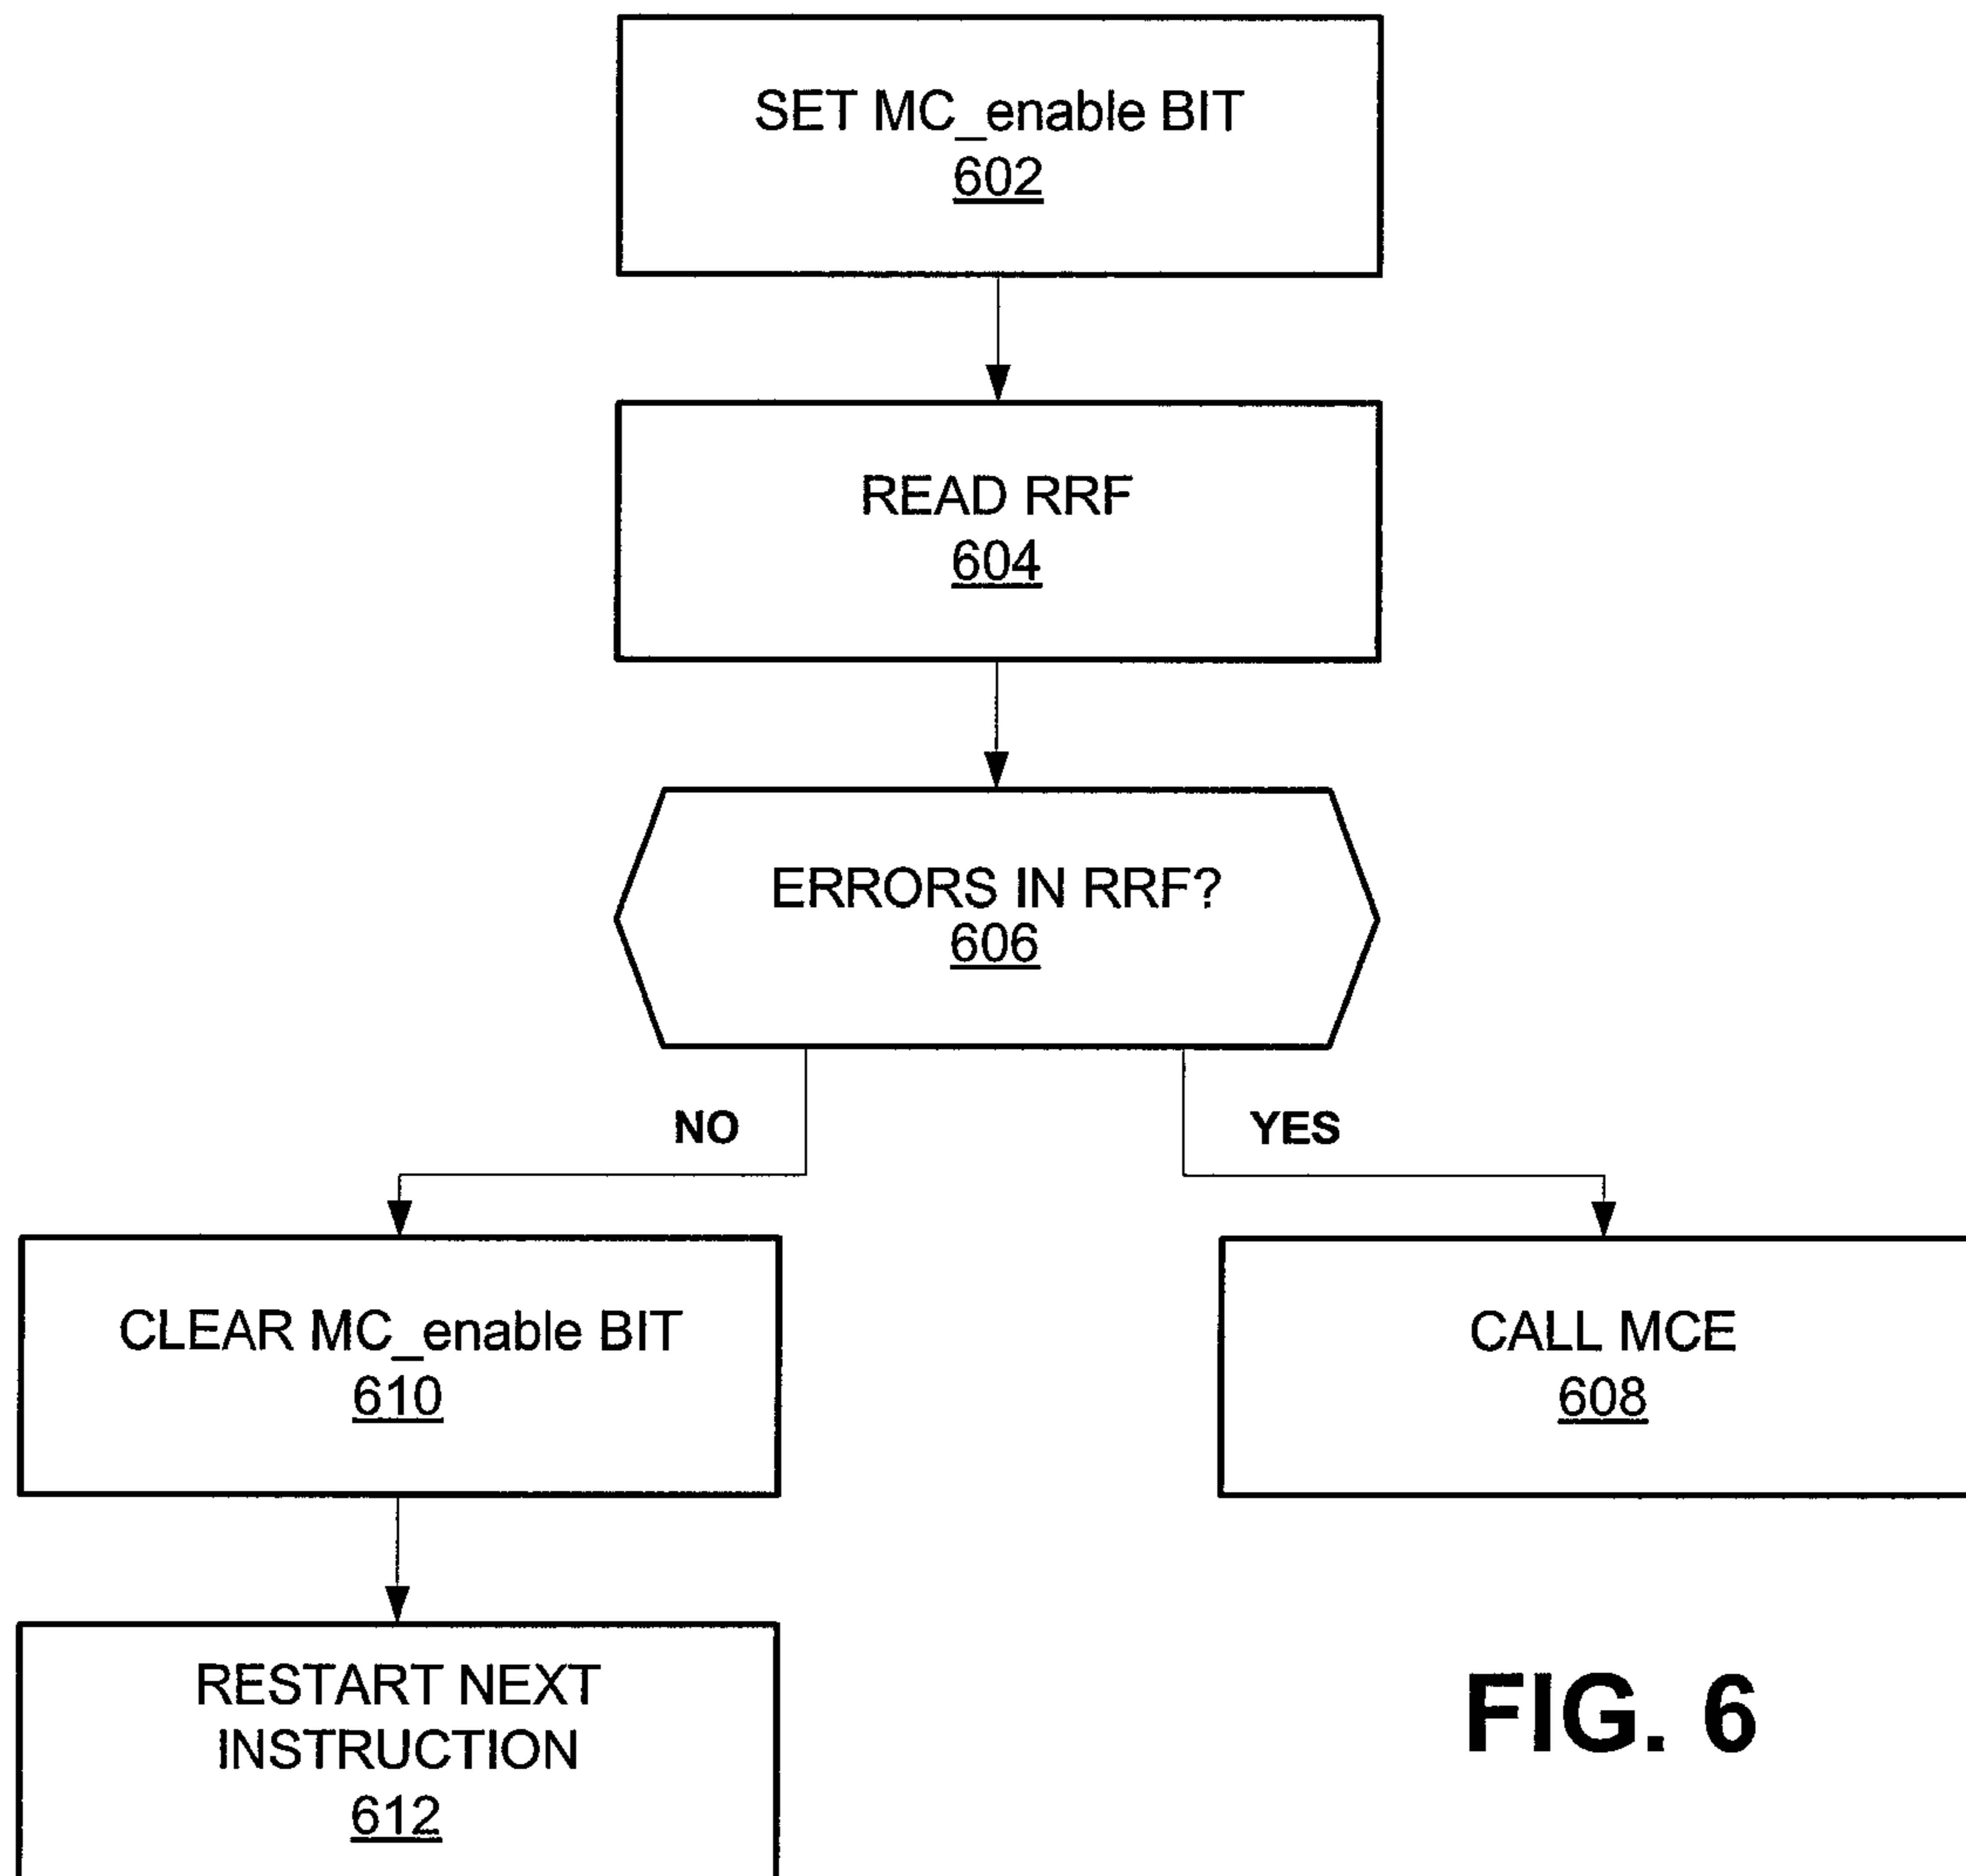 SET MC_enable BIT
602
READ RRF
604
ERRORS IN RRF?
606
NO
YES
CLEAR MC_enable BIT
610
CALL MCE
608
RESTART NEXT
INSTRUCTION
612
FIG. 6